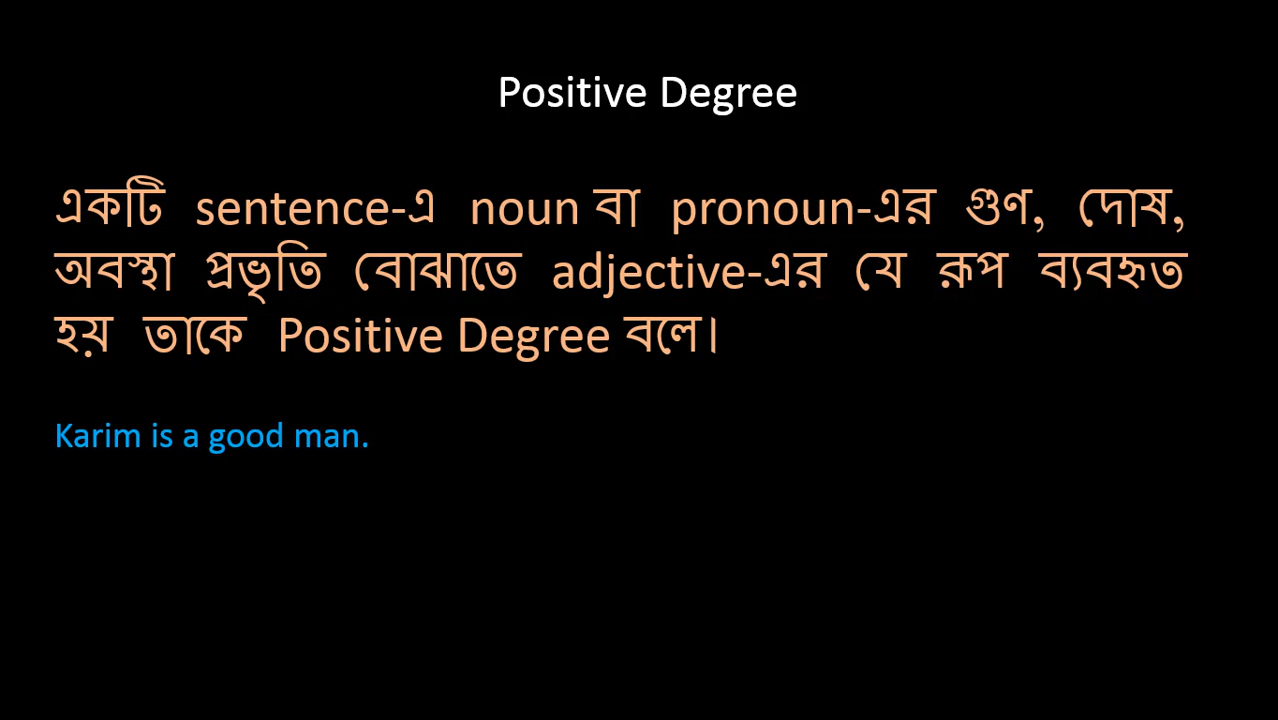 Positive Degree
একটি sentence-এ noun বা pronoun-এর গুণ, দোষ,
অবস্থা প্রভৃতি বোঝাতে adjective-এর যে রূপ ব্যবহৃত
হয় তাকে Positive Degree বলে।
Karim is a good man.